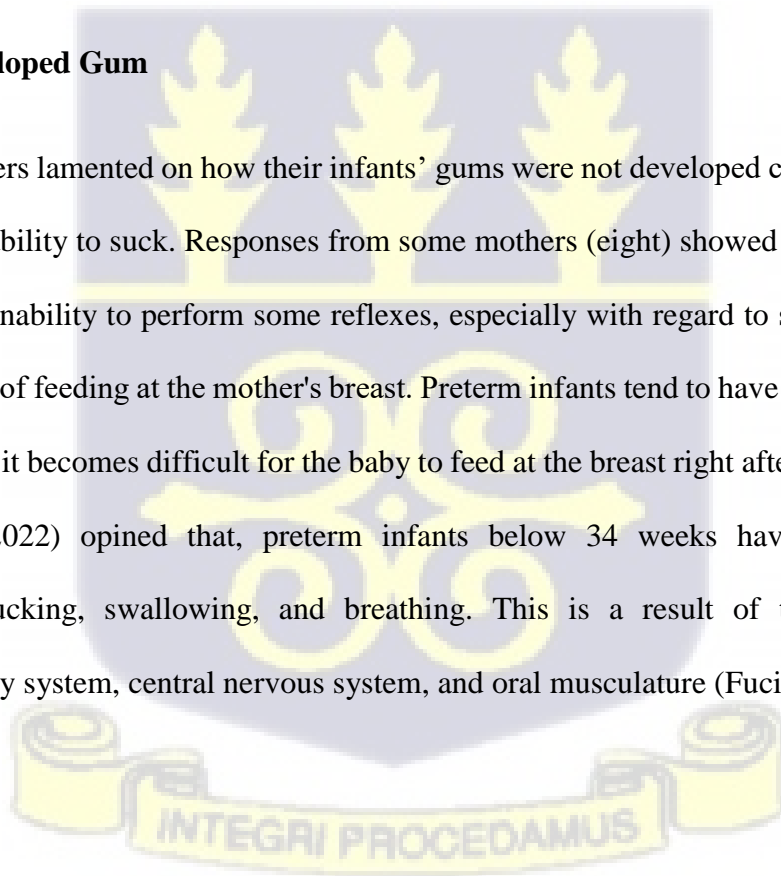 loped Gum
ers lamented on how their infants’ gums were not developed c
bility to suck. Responses from some mothers (eight) showed
nability to perform some reflexes, especially with regard to s
of feeding at the mother's breast. Preterm infants tend to have
it becomes difficult for the baby to feed at the breast right afte
2022) opined that, preterm infants below 34 weeks hav
ucking, swallowing, and breathing. This is a result of t
y system, central nervous system, and oral musculature (Fuci
INTEGRI PROCEDAMUS